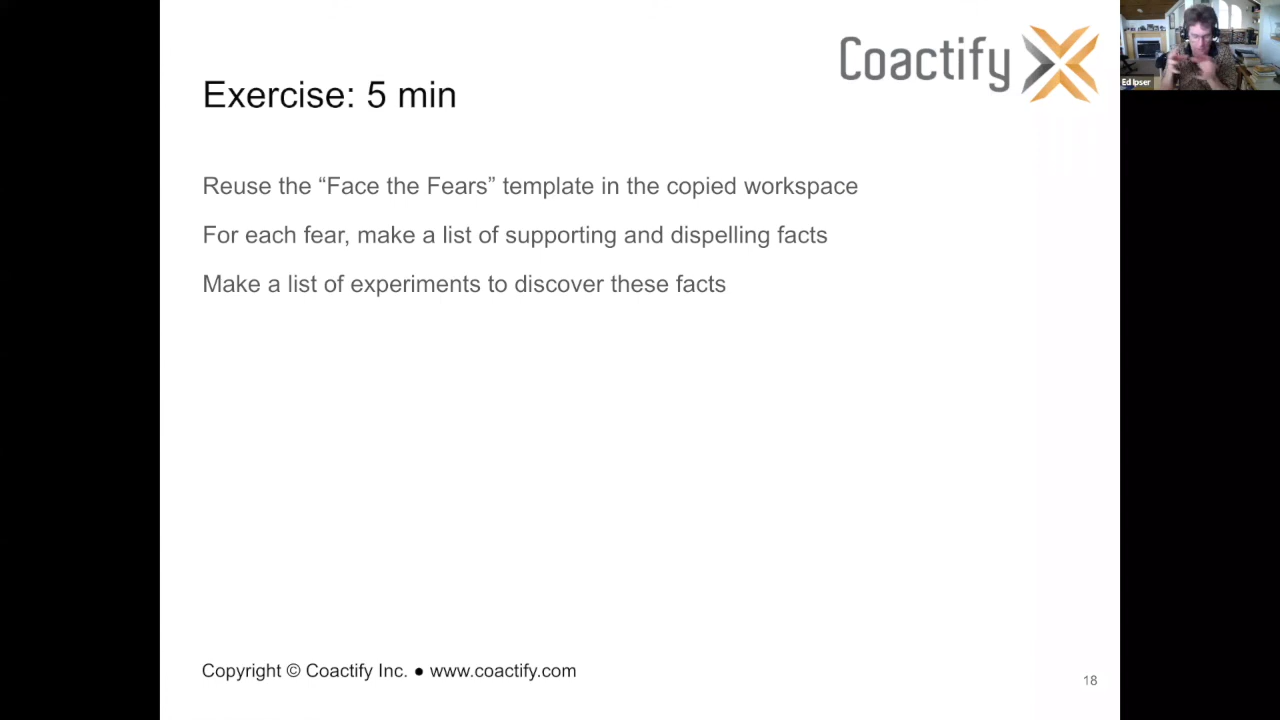 Coactify
Ed Ipser
Exercise: 5 min
Reuse the “Face the Fears” template in the copied workspace
For each fear, make a list of supporting and dispelling facts
Make a list of experiments to discover these facts
Copyright © Coactify Inc. ● www.coactify.com
18